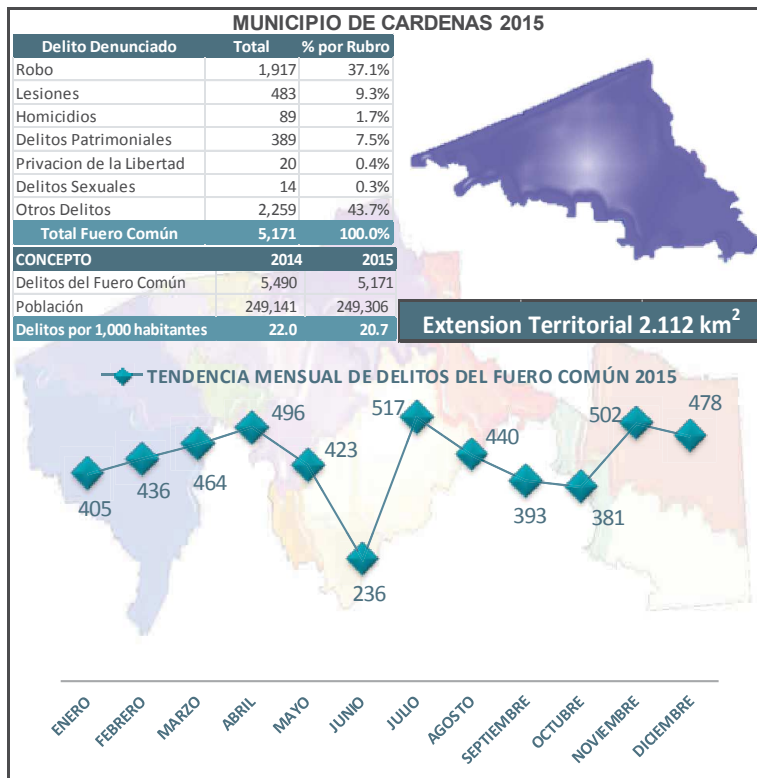 MUNICIPIO DE CARDENAS 2015
Delito Denunciado Total % por Rubro
Robo 1,917 37.1%
Lesiones 483 9.3%
Homicidios 89 1.7%
Delitos Patrimoniales 389 7.5%
Privacion de la Libertad 20 0.4%
Delitos Sexuales 14 0.3%
Otros Delitos 2,259 43.7%
Total Fuero Común 5,171 100.0%
CONCEPTO 2014 2015
Delitos del Fuero Común 5,490 5,171
Población 249,141 249,306
Delitos por 1,000 habitantes 22.0 20.7
Extension Territorial 2.112 km²
TENDENCIA MENSUAL DE DELITOS DEL FUERO COMÚN 2015
405 436 464 496 423 236 517 440 393 381 502 478
ENERO FEBRERO MARZO ABRIL MAYO JUNIO JULIO AGOSTO SEPTIEMBRE OCTUBRE NOVIEMBRE DICIEMBRE